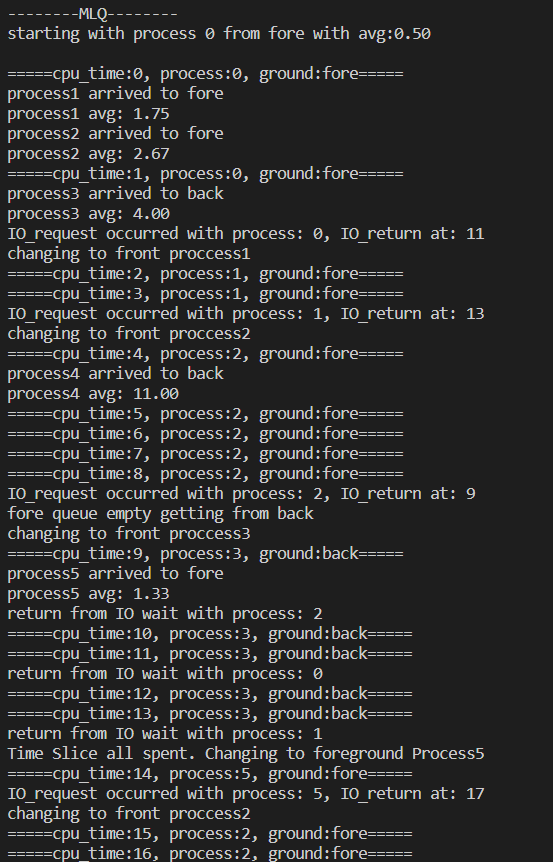 --------MLQ--------
starting with process 0 from fore with avg:0.50
=====cpu_time:0, process:0, ground:fore=====
process1 arrived to fore
process1 avg: 1.75
process2 arrived to fore
process2 avg: 2.67
=====cpu_time:1, process:0, ground:fore=====
process3 arrived to back
process3 avg: 4.00
IO_request occurred with process: 0, IO_return at: 11
changing to front proccess1
=====cpu_time:2, process:1, ground:fore=====
=====cpu_time:3, process:1, ground:fore=====
IO_request occurred with process: 1, IO_return at: 13
changing to front proccess2
=====cpu_time:4, process:2, ground:fore=====
process4 arrived to back
process4 avg: 11.00
=====cpu_time:5, process:2, ground:fore=====
=====cpu_time:6, process:2, ground:fore=====
=====cpu_time:7, process:2, ground:fore=====
=====cpu_time:8, process:2, ground:fore=====
IO_request occurred with process: 2, IO_return at: 9
fore queue empty getting from back
changing to front proccess3
=====cpu_time:9, process:3, ground:back=====
process5 arrived to fore
process5 avg: 1.33
return from IO wait with process: 2
=====cpu_time:10, process:3, ground:back=====
=====cpu_time:11, process:3, ground:back=====
return from IO wait with process: 0
=====cpu_time:12, process:3, ground:back=====
=====cpu_time:13, process:3, ground:back=====
return from IO wait with process: 1
Time Slice all spent. Changing to foreground Process5
=====cpu_time:14, process:5, ground:fore=====
IO_request occurred with process: 5, IO_return at: 17
changing to front proccess2
=====cpu_time:15, process:2, ground:fore=====
=====cpu_time:16, process:2, ground:fore=====